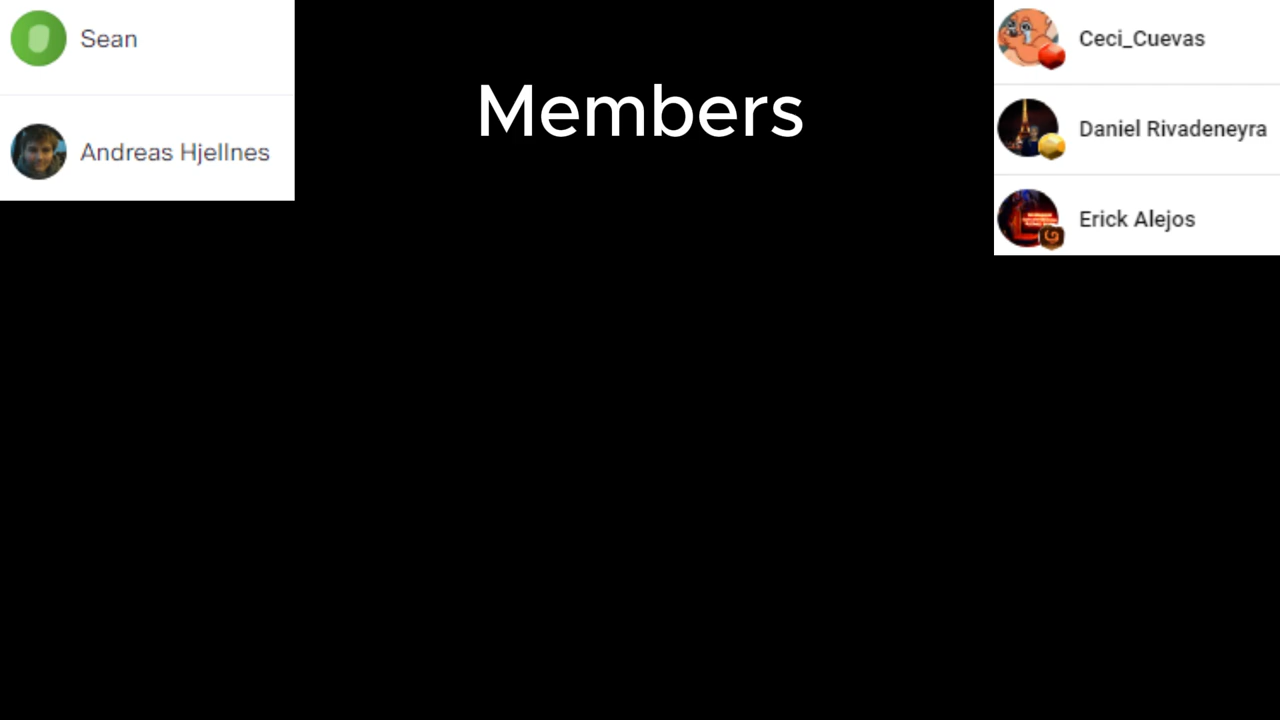 Sean
Andreas Hjellnes
Members
Ceci_Cuevas
Daniel Rivadeneyra
Erick Alejos